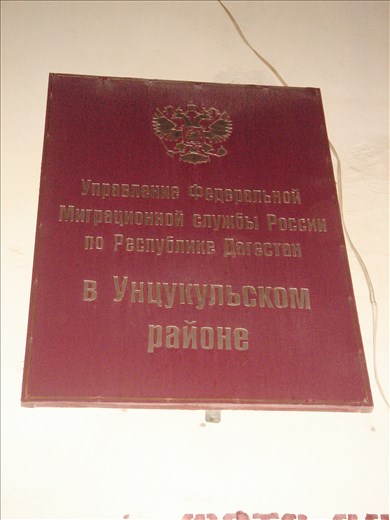 Управление Федеральной
Миграционной службы России
по Республике Дагестан
в Унцукульском
районе